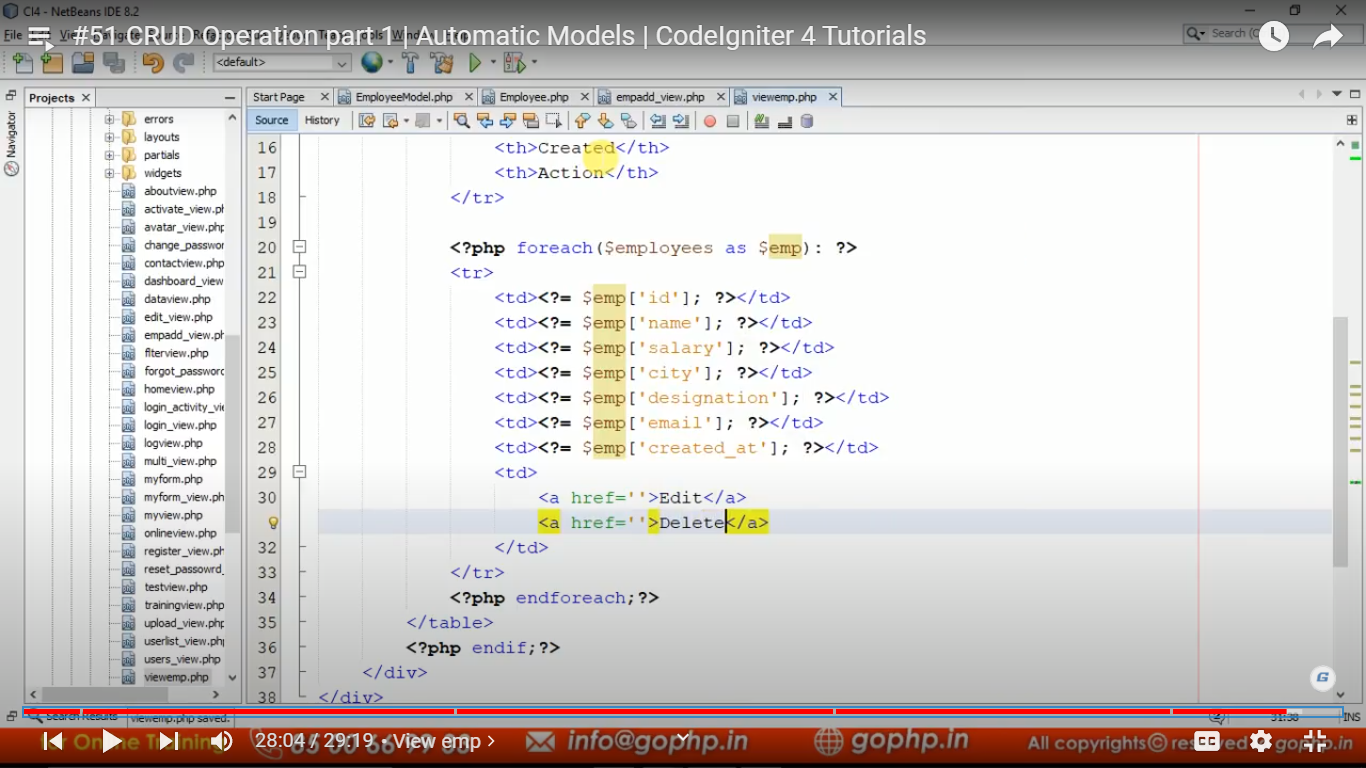 CI4 - NetBeans IDE 8.2
#51 CRUD Operation part 1 | Automatic Models | CodeIgniter 4 Tutorials
File
Search (C
<default>
Projects
Start Page
EmployeeModel.php
Employee.php
empadd_view.php
viewemp.php
Source
History
Navigator
errors
layouts
partials
widgets
aboutview.php
activate_view.ph
avatar_view.php
change_passwor
contactview.php
dashboard_view
dataview.php
edit_view.php
empadd_view.ph
flterview.php
forgot_password
homeview.php
login_activity_vie
login_view.php
logview.php
multi_view.php
myform.php
myform_view.ph
myview.php
onlineview.php
register_view.ph
reset_passowrd_
testview.php
trainingview.php
upload_view.php
userlist_view.php
users_view.php
viewemp.php
16 <th>Created</th>
17 <th>Action</th>
18 </tr>
19
20 <?php foreach($employees as $emp): ?>
21 <tr>
22 <td><?= $emp['id']; ?></td>
23 <td><?= $emp['name']; ?></td>
24 <td><?= $emp['salary']; ?></td>
25 <td><?= $emp['city']; ?></td>
26 <td><?= $emp['designation']; ?></td>
27 <td><?= $emp['email']; ?></td>
28 <td><?= $emp['created_at']; ?></td>
29 <td>
30 <a href=''>Edit</a>
<a href=''>Delete</a>
32 </td>
33 </tr>
34 <?php endforeach;?>
35 </table>
36 <?php endif;?>
37 </div>
38 </div>
G
Search Results
viewemp.php saved.
31:38
INS
for Online Training
28:04 / 29:19 • View emp >
info@gophp.in
gophp.in
All copyrights© reserved gophp.in
CC